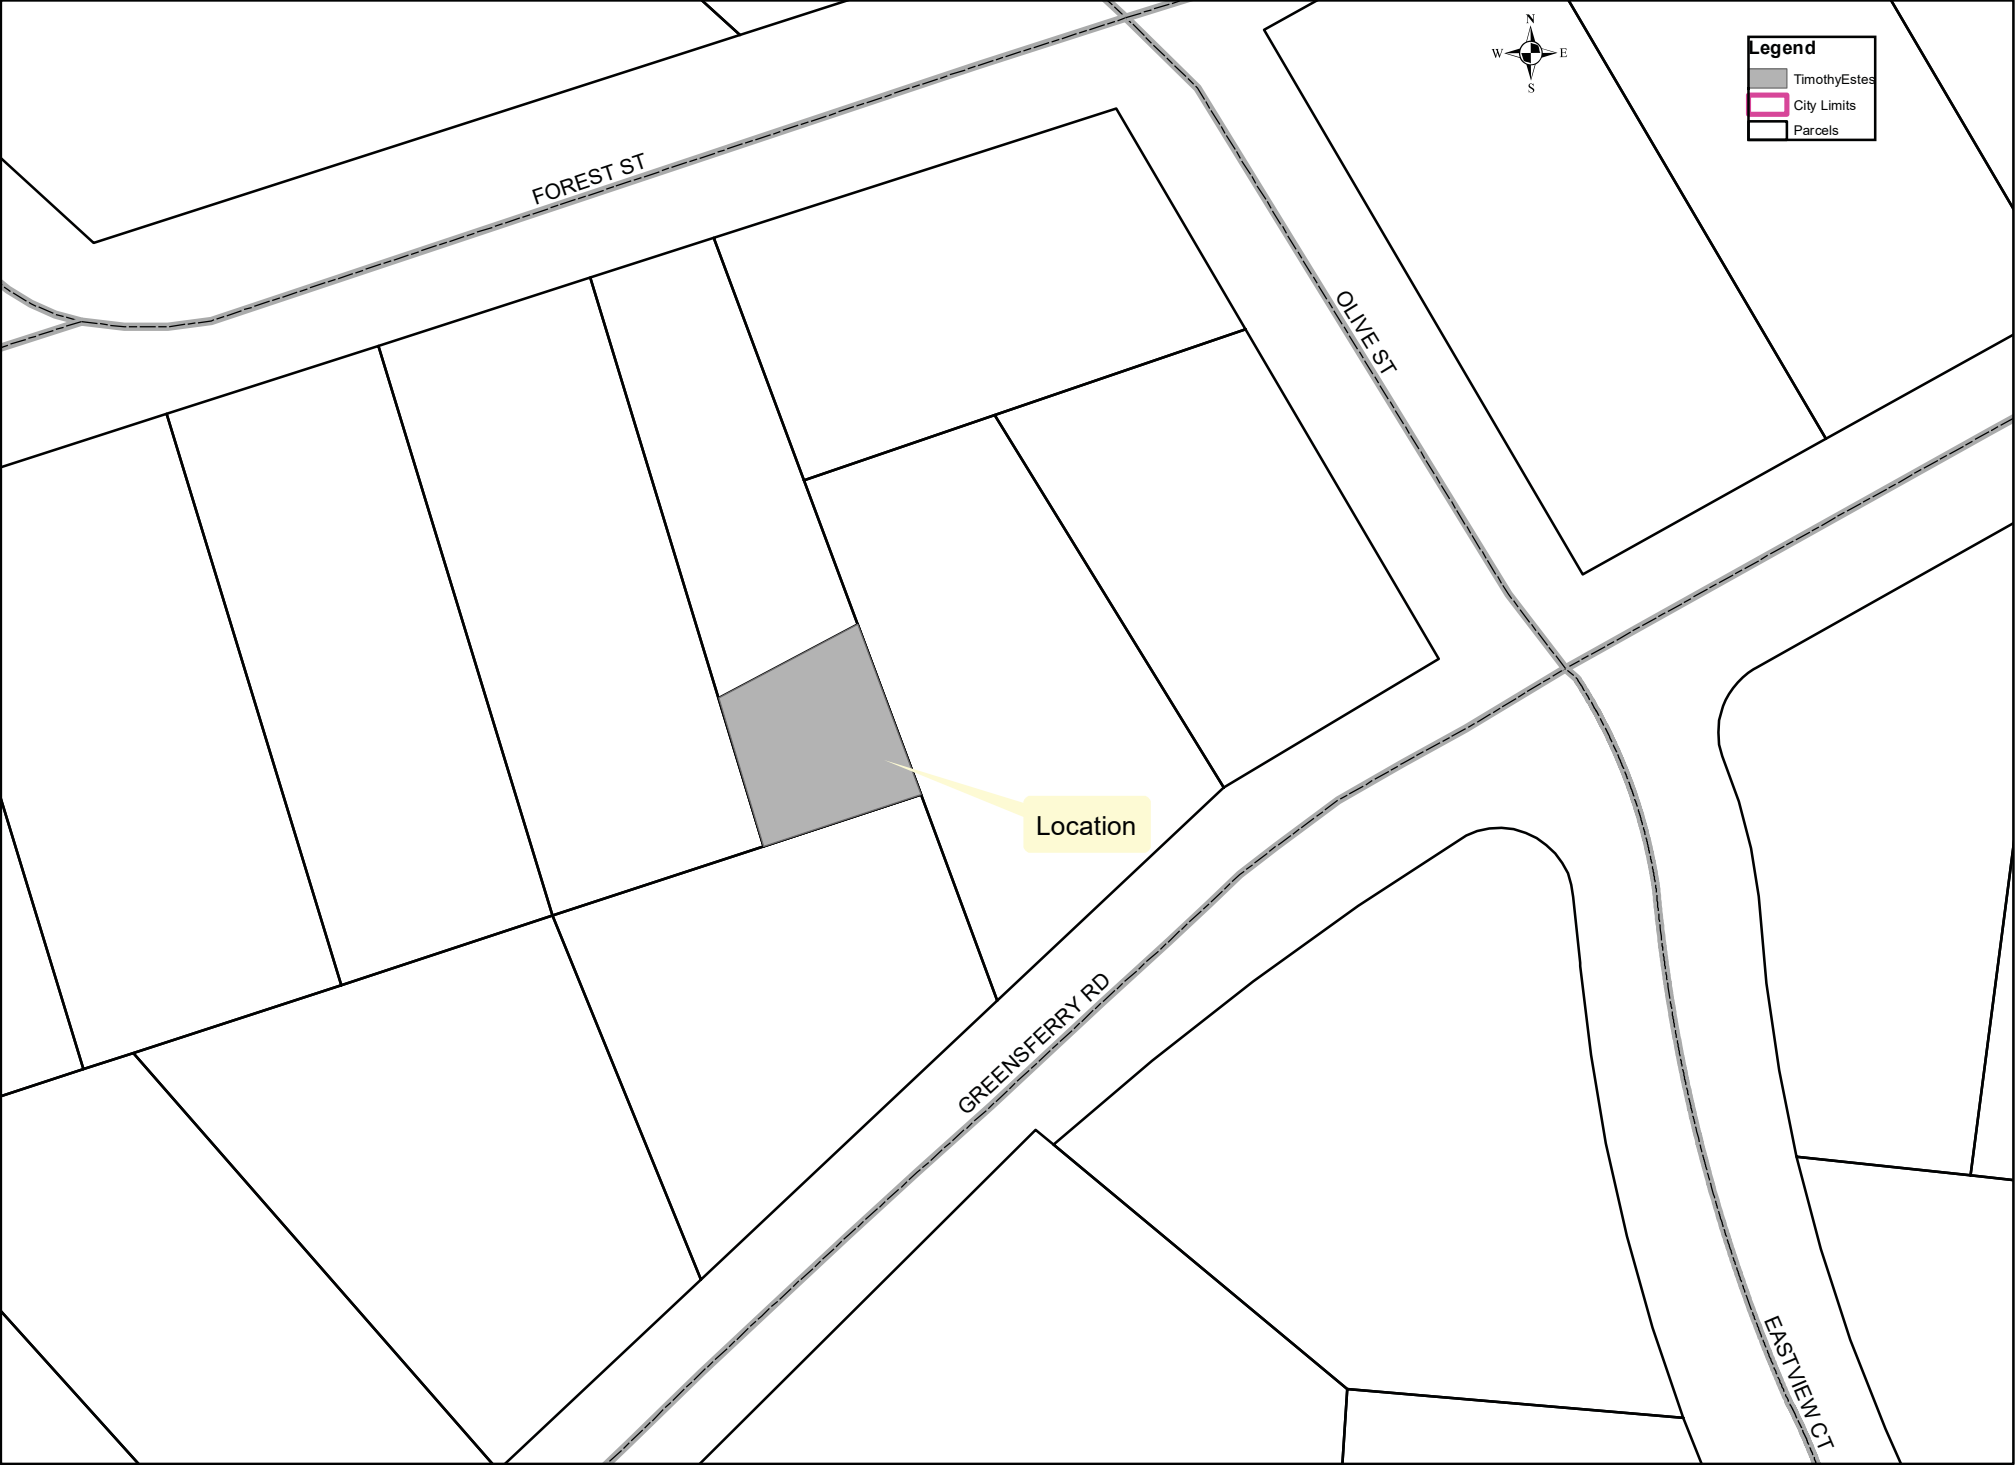 N
W E
S
Legend
TimothyEstes
City Limits
Parcels
FOREST ST
OLIVE ST
Location
GREENSFERRY RD
EASTVIEW CT